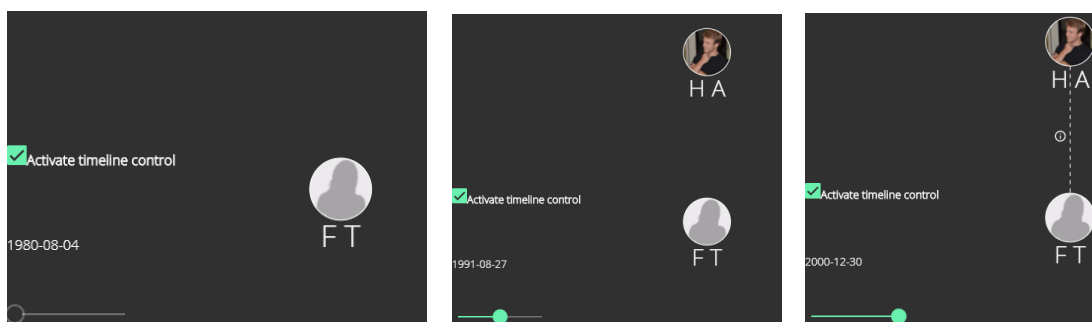 Activate timeline control
F T
1980-08-04
H A
Activate timeline control
F T
1991-08-27
H A
Activate timeline control
F T
2000-12-30